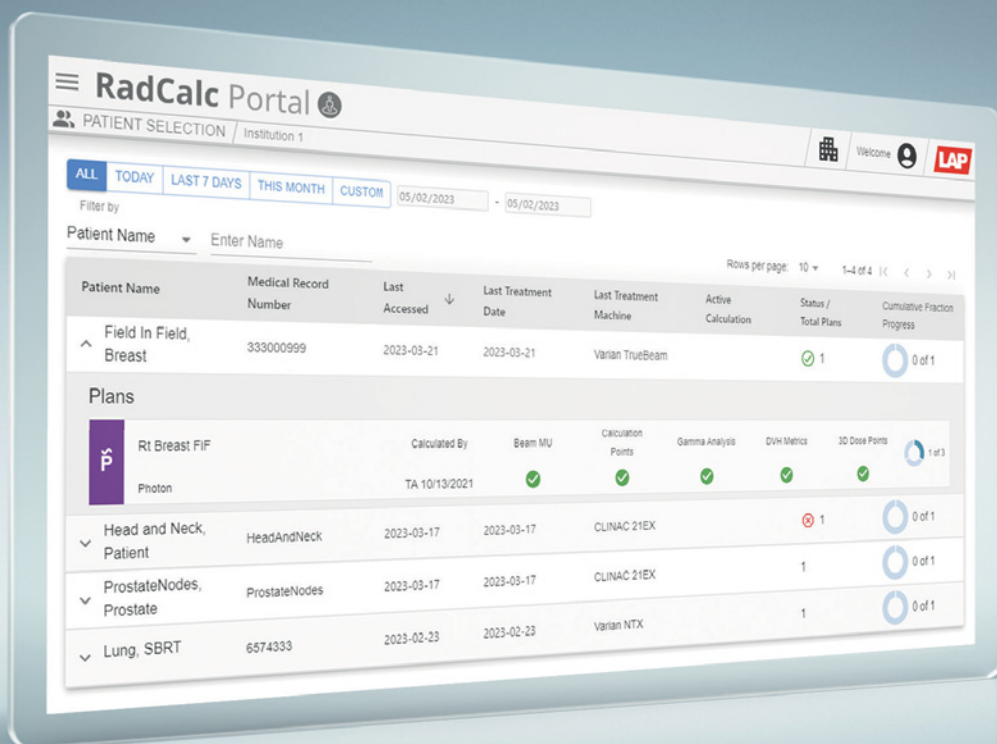 RadCalc Portal
PATIENT SELECTION / Institution 1
Welcome
LAP
ALL TODAY LAST 7 DAYS THIS MONTH CUSTOM 05/02/2023 - 05/02/2023
Filter by
Patient Name Enter Name
Rows per page: 10 1–4 of 4
Patient Name Medical Record Number Last Accessed Last Treatment Date Last Treatment Machine Active Calculation Status / Total Plans Cumulative Fraction Progress
Field In Field, Breast 333000999 2023-03-21 2023-03-21 Varian TrueBeam 1 0 of 1
Plans
P Rt Breast FiF Calculated By Beam MU Calculation Points Gamma Analysis DVH Metrics 3D Dose Points 1 of 3
Photon TA 10/13/2021
Head and Neck, Patient HeadAndNeck 2023-03-17 2023-03-17 CLINAC 21EX 1 0 of 1
ProstateNodes, Prostate ProstateNodes 2023-03-17 2023-03-17 CLINAC 21EX 1 0 of 1
Lung, SBRT 6574333 2023-02-23 2023-02-23 Varian NTX 1 0 of 1